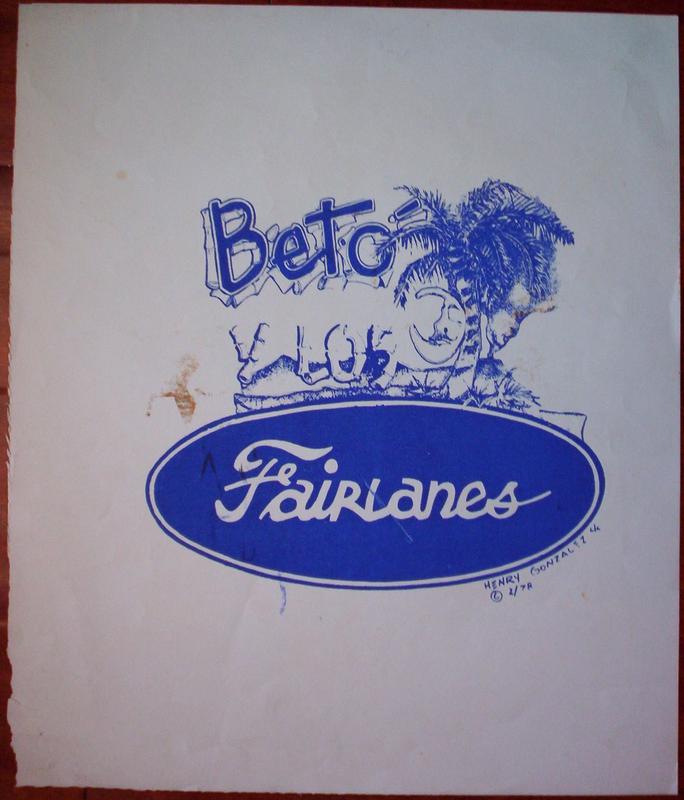 Beto
Y LOS
Fairlanes
HENRY GONZALEZ c/s
© 2/78